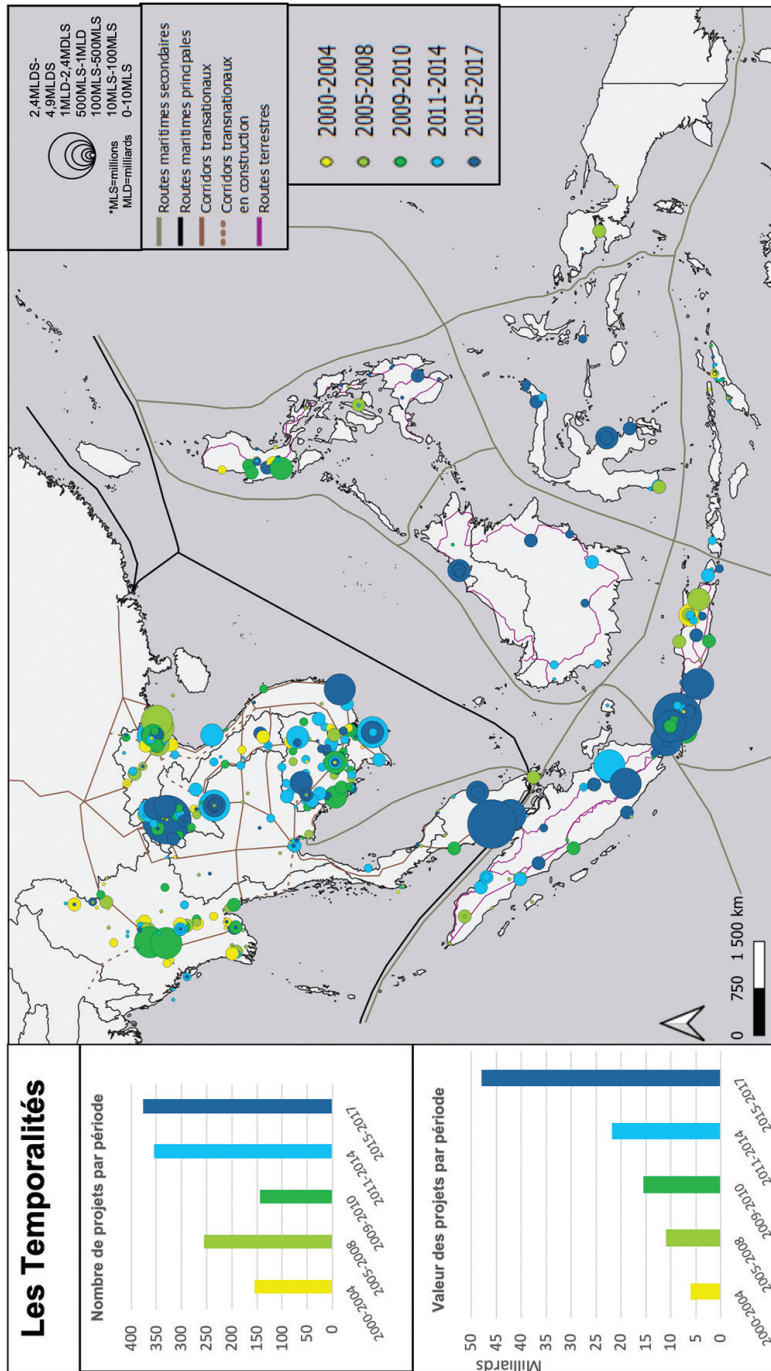 Les Temporalités
Nombre de projets par période
400
350
300
250
200
150
100
50
0
2000-2004
2005-2008
2009-2010
2011-2014
2015-2017
Valeur des projets par période
Milliards
50
45
40
35
30
25
20
15
10
5
0
2000-2004
2005-2008
2009-2010
2011-2014
2015-2017
0 750 1 500 km
2,4MLDS-
4,9MLDS
1MLD-2,4MDLS
500MLS-1MLD
100MLS-500MLS
10MLS-100MLS
0-10MLS
*MLS=millions
MLD=milliards
Routes maritimes secondaires
Routes maritimes principales
Corridors transationaux
Corridors transnationaux
en construction
Routes terrestres
2000-2004
2005-2008
2009-2010
2011-2014
2015-2017